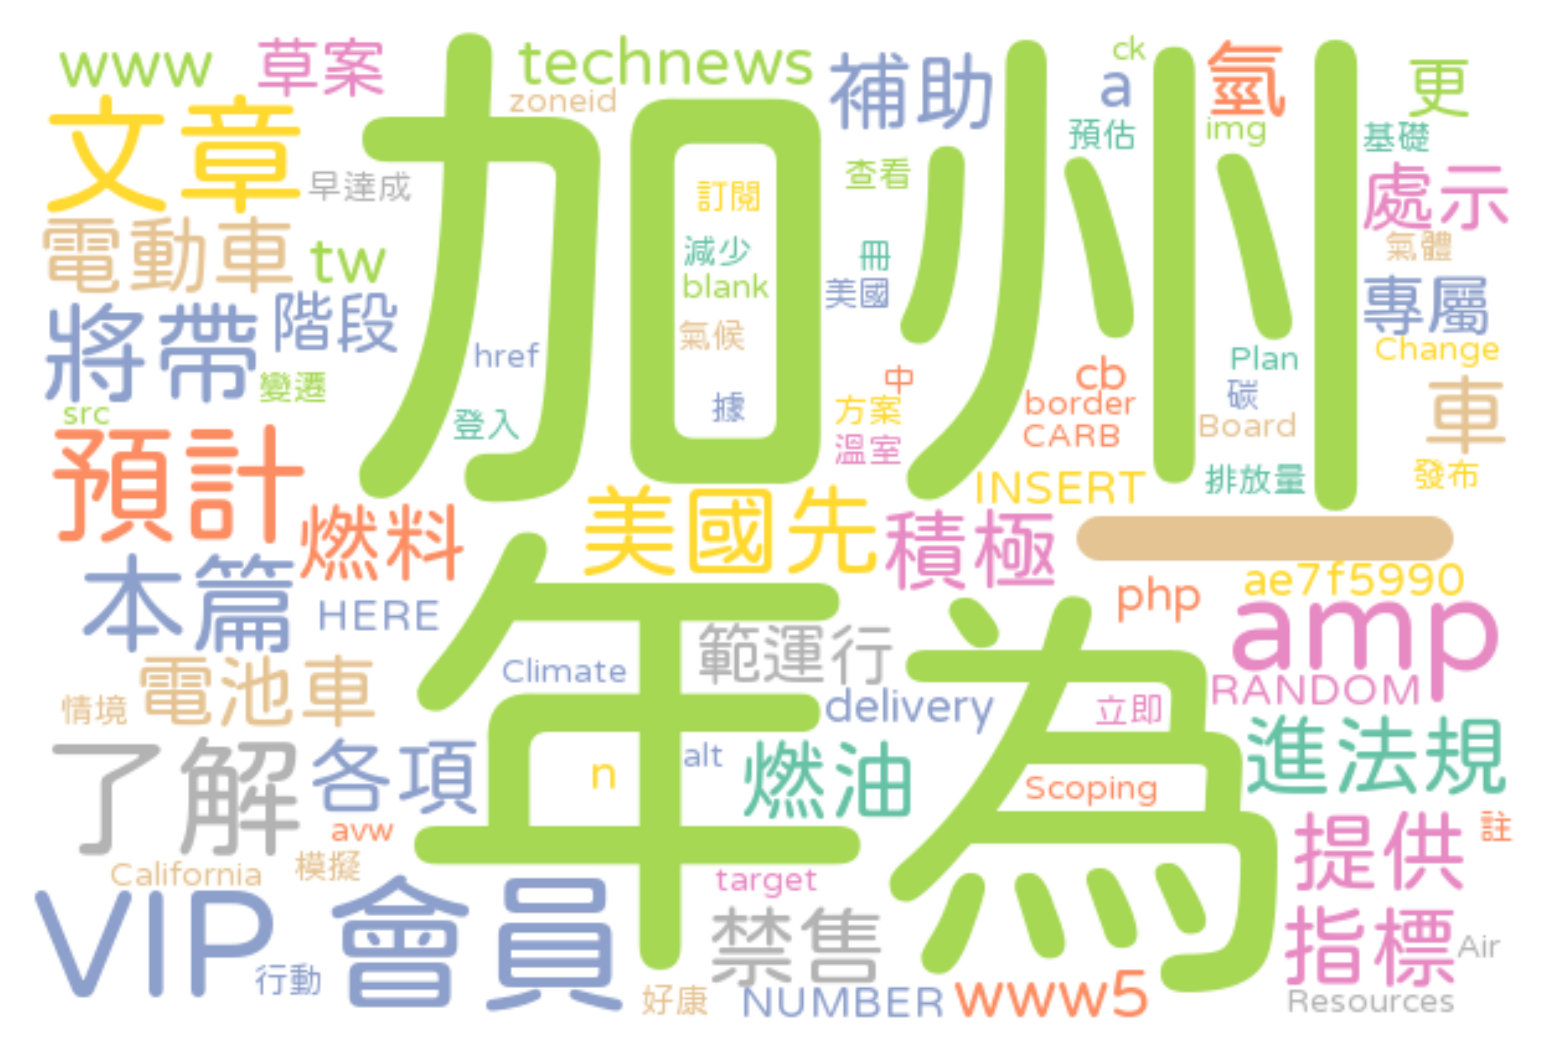 www
草案
technews
zoneid
加州
補助
ck
a
氫
img
更
文章
早達成
訂閱
查看
預估
基礎
處示
氣體
電動車
tw
減少
blank
冊
美國
氣候
專屬
將帶
階段
變遷
src
href
登入
據
中
方案
溫室
cb
border
CARB
Plan
碳
Board
Change
車
發布
排放量
預計
燃料
美國先
積極
INSERT
一
php
ae7f5990
amp
本篇
HERE
年為
範運行
Climate
delivery
立即
RANDOM
情境
電池車
了解
各項
n
alt
燃油
Scoping
進法規
avw
California
模擬
提供
註
VIP
會員
行動
target
禁售
好康
NUMBER
www5
指標
Air
Resources